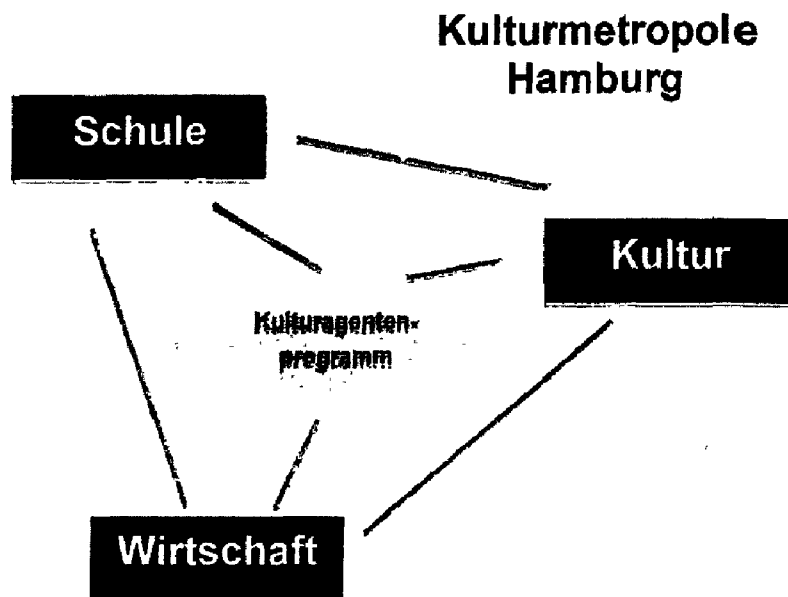 Kulturmetropole
Hamburg
Schule
Kultur
Kulturagenten-
programm
Wirtschaft